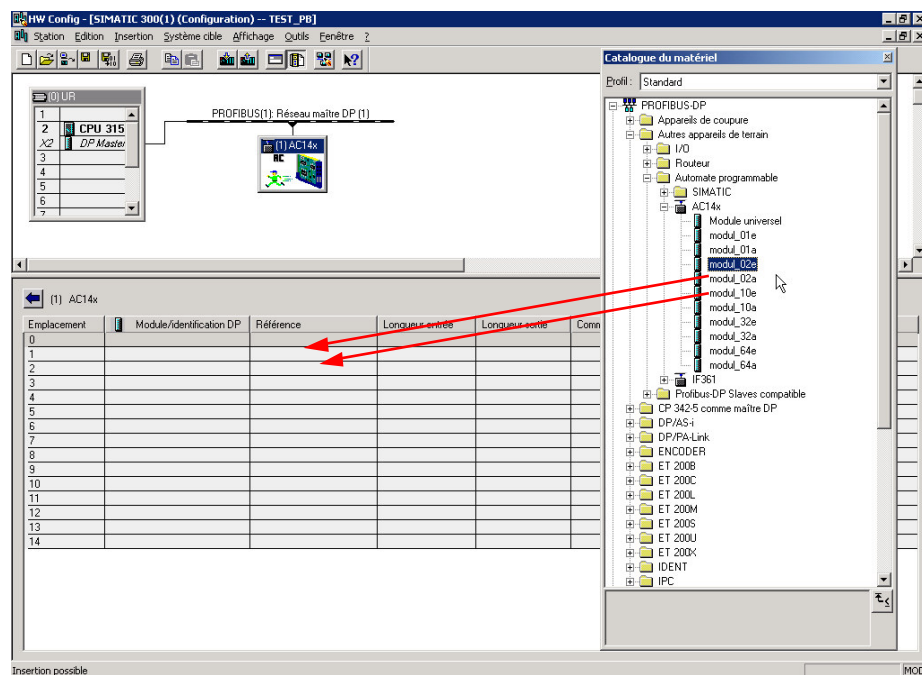 HW Config - [SIMATIC 300(1) (Configuration) -- TEST_PB]
Station Edition Insertion Système cible Affichage Outils Fenêtre ?
(0) UR
1
2 CPU 315
X2 DP Master
3
4
5
6
7
PROFIBUS(1): Réseau maître DP (1)
(1) AC14x
AC
Catalogue du matériel
Profil : Standard
PROFIBUS-DP
Appareils de coupure
Autres appareils de terrain
I/O
Routeur
Automate programmable
SIMATIC
AC14x
Module universel
modul_01e
modul_01a
modul_02e
modul_02a
modul_10e
modul_10a
modul_32e
modul_32a
modul_64e
modul_64a
IF361
Profibus-DP Slaves compatible
CP 342-5 comme maître DP
DP/AS-i
DP/PA-Link
ENCODER
ET 200B
ET 200C
ET 200L
ET 200M
ET 200S
ET 200U
ET 200X
IDENT
IPC
(1) AC14x
Emplacement Module/identification DP Référence Longueur entrée Longueur sortie Comm
0
1
2
3
4
5
6
7
8
9
10
11
12
13
14
Insertion possible MOD